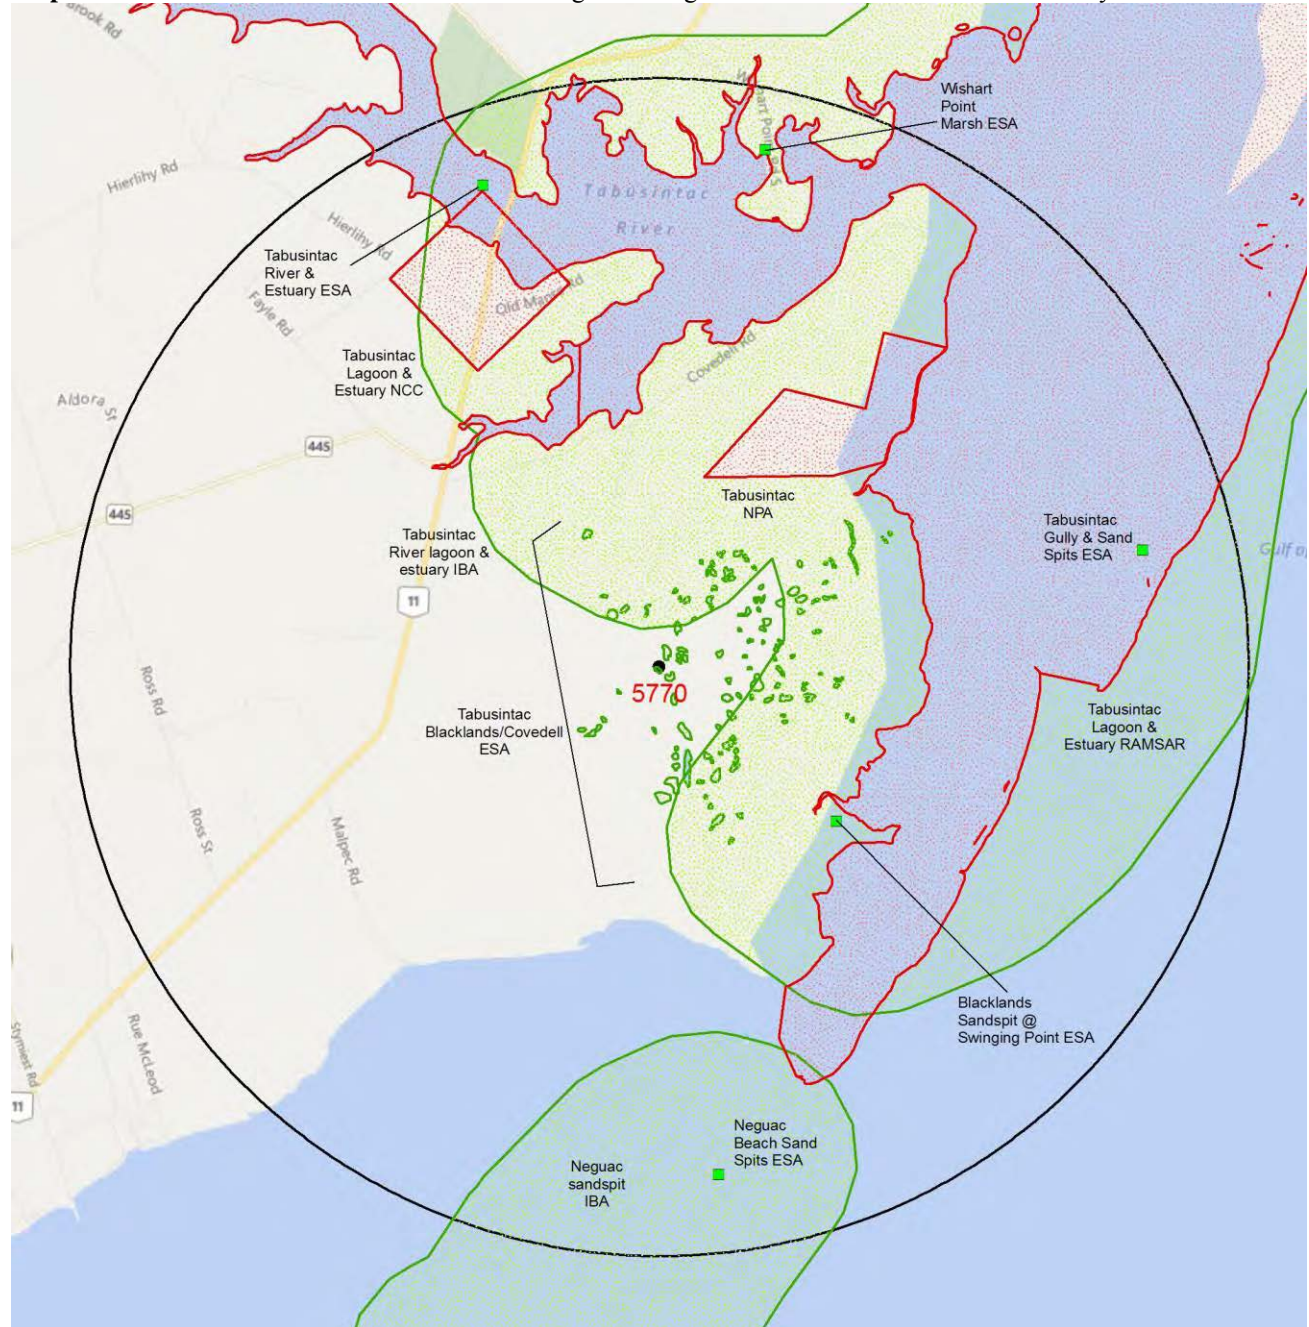 Hierlihy Rd
Wishart
Point
Marsh ESA
Tabusintac
River
Hierlihy Rd
Tabusintac
River &
Estuary ESA
Fayle Rd
Covedell Rd
Tabusintac
Lagoon &
Estuary NCC
Aldora St
445
445
Tabusintac
NPA
Tabusintac
River lagoon &
estuary IBA
Tabusintac
Gully & Sand
Spits ESA
Gulf
11
5770
Ross Rd
Tabusintac
Blacklands/Covedell
ESA
Tabusintac
Lagoon &
Estuary RAMSAR
Ross St
Malpec Rd
Blacklands
Sandspit @
Swinging Point ESA
Stymiest Rd
Rue McLeod
11
Neguac
Beach Sand
Spits ESA
Neguac
sandspit
IBA